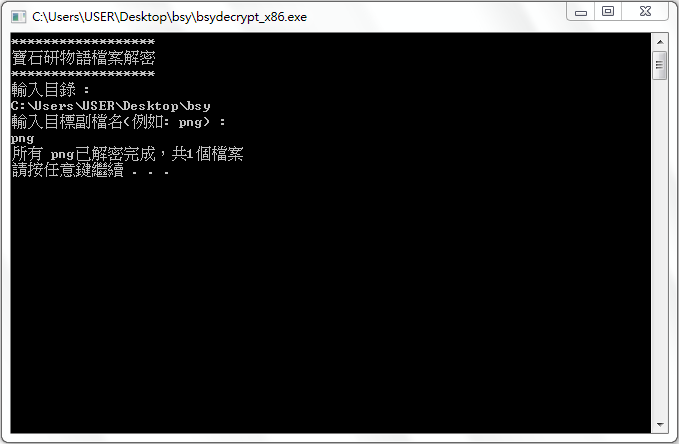 C:\Users\USER\Desktop\bsy\bsydecrypt_x86.exe
******************
寶石研物語檔案解密
******************
輸入目錄 :
C:\Users\USER\Desktop\bsy
輸入目標副檔名(例如: png) :
png
所有 png已解密完成，共1個檔案
請按任意鍵繼續 . . .